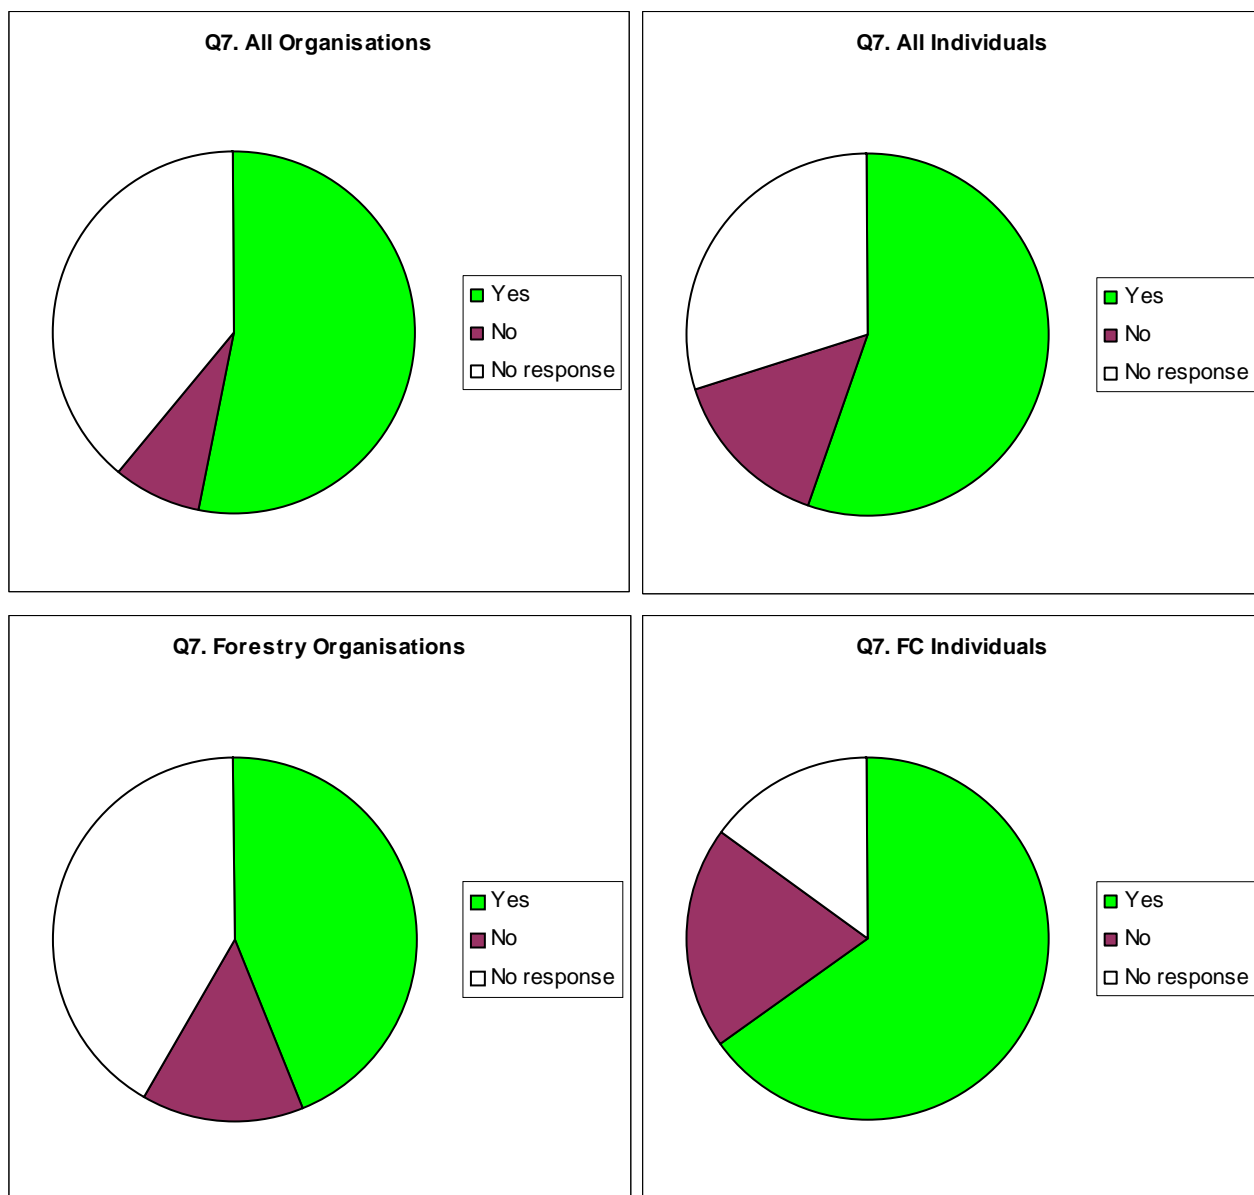 Q7. All Organisations
Yes
No
No response
Q7. All Individuals
Yes
No
No response
Q7. Forestry Organisations
Yes
No
No response
Q7. FC Individuals
Yes
No
No response